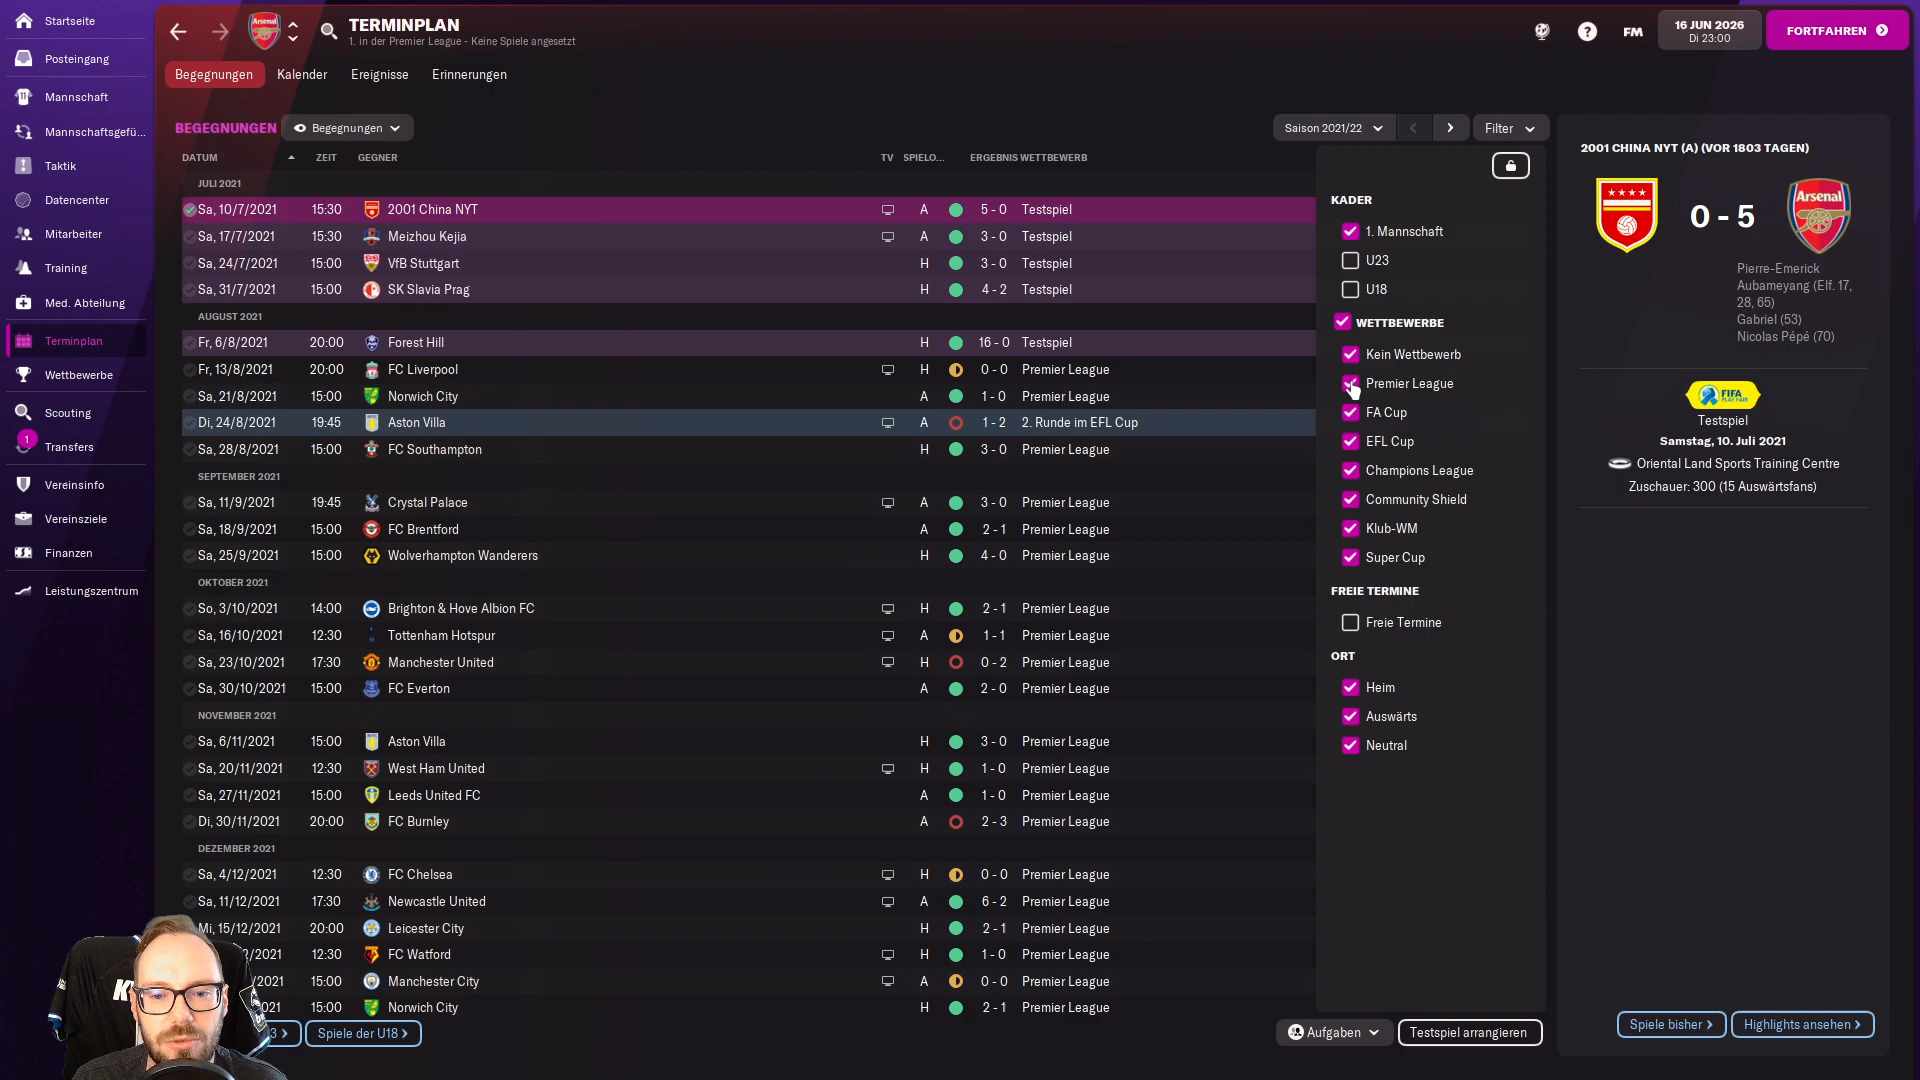 Startseite
Posteingang
Mannschaft
Mannschaftsgefü...
Taktik
Datencenter
Mitarbeiter
Training
Med. Abteilung
Terminplan
Wettbewerbe
Scouting
1
Transfers
Vereinsinfo
Vereinsziele
Finanzen
Leistungszentrum
Arsenal
TERMINPLAN
1. in der Premier League - Keine Spiele angesetzt
?
FM
16 JUN 2026
Di 23:00
FORTFAHREN
Begegnungen Kalender Ereignisse Erinnerungen
BEGEGNUNGEN Begegnungen
Saison 2021/22 Filter
DATUM ZEIT GEGNER TV SPIELO... ERGEBNIS WETTBEWERB
JULI 2021
Sa, 10/7/2021 15:30 2001 China NYT A 5 - 0 Testspiel
Sa, 17/7/2021 15:30 Meizhou Kejia A 3 - 0 Testspiel
Sa, 24/7/2021 15:00 VfB Stuttgart H 3 - 0 Testspiel
Sa, 31/7/2021 15:00 SK Slavia Prag H 4 - 2 Testspiel
AUGUST 2021
Fr, 6/8/2021 20:00 Forest Hill H 16 - 0 Testspiel
Fr, 13/8/2021 20:00 FC Liverpool H 0 - 0 Premier League
Sa, 21/8/2021 15:00 Norwich City A 1 - 0 Premier League
Di, 24/8/2021 19:45 Aston Villa A 1 - 2 2. Runde im EFL Cup
Sa, 28/8/2021 15:00 FC Southampton H 3 - 0 Premier League
SEPTEMBER 2021
Sa, 11/9/2021 19:45 Crystal Palace A 3 - 0 Premier League
Sa, 18/9/2021 15:00 FC Brentford A 2 - 1 Premier League
Sa, 25/9/2021 15:00 Wolverhampton Wanderers H 4 - 0 Premier League
OKTOBER 2021
So, 3/10/2021 14:00 Brighton & Hove Albion FC H 2 - 1 Premier League
Sa, 16/10/2021 12:30 Tottenham Hotspur A 1 - 1 Premier League
Sa, 23/10/2021 17:30 Manchester United H 0 - 2 Premier League
Sa, 30/10/2021 15:00 FC Everton A 2 - 0 Premier League
NOVEMBER 2021
Sa, 6/11/2021 15:00 Aston Villa H 3 - 0 Premier League
Sa, 20/11/2021 12:30 West Ham United H 1 - 0 Premier League
Sa, 27/11/2021 15:00 Leeds United FC A 1 - 0 Premier League
Di, 30/11/2021 20:00 FC Burnley A 2 - 3 Premier League
DEZEMBER 2021
Sa, 4/12/2021 12:30 FC Chelsea H 0 - 0 Premier League
Sa, 11/12/2021 17:30 Newcastle United A 6 - 2 Premier League
Mi, 15/12/2021 20:00 Leicester City H 2 - 1 Premier League
2/2021 12:30 FC Watford H 1 - 0 Premier League
/2021 15:00 Manchester City A 0 - 0 Premier League
021 15:00 Norwich City H 2 - 1 Premier League
3 Spiele der U18
Aufgaben Testspiel arrangieren
KADER
1. Mannschaft
U23
U18
WETTBEWERBE
Kein Wettbewerb
Premier League
FA Cup
EFL Cup
Champions League
Community Shield
Klub-WM
Super Cup
FREIE TERMINE
Freie Termine
ORT
Heim
Auswärts
Neutral
2001 CHINA NYT (A) (VOR 1803 TAGEN)
0 - 5
Arsenal
Pierre-Emerick
Aubameyang (Elf. 17,
28, 65)
Gabriel (53)
Nicolas Pépé (70)
FIFA
Testspiel
Samstag, 10. Juli 2021
Oriental Land Sports Training Centre
Zuschauer: 300 (15 Auswärtsfans)
Spiele bisher Highlights ansehen